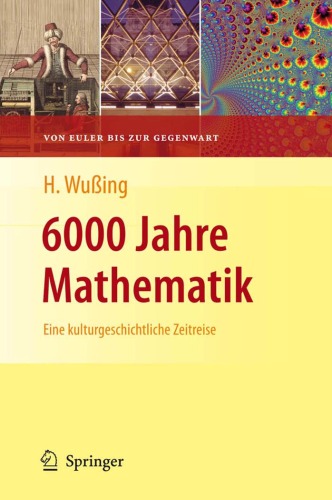 VON EULER BIS ZUR GEGENWART
H. Wußing
6000 Jahre
Mathematik
Eine kulturgeschichtliche Zeitreise
Springer